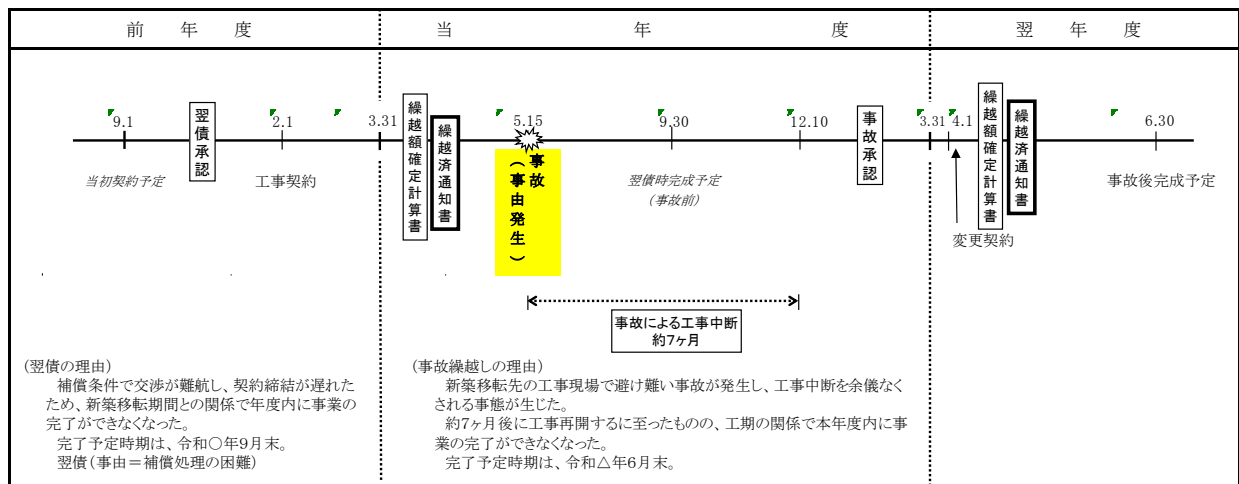 前　年　度
当　年　度
翌　年　度
9.1
当初契約予定
翌債承認
2.1
工事契約
3.31
繰越額確定計算書
繰越済通知書
5.15
事故
（事由発生）
9.30
翌債時完成予定
(事故前)
12.10
事故承認
3.31
4.1
変更契約
繰越額確定計算書
繰越済通知書
6.30
事故後完成予定
事故による工事中断
約7ヶ月
(翌債の理由)
補償条件で交渉が難航し、契約締結が遅れた
ため、新築移転期間との関係で年度内に事業の
完了ができなくなった。
完了予定時期は、令和〇年9月末。
翌債(事由＝補償処理の困難)
(事故繰越しの理由)
新築移転先の工事現場で避け難い事故が発生し、工事中断を余儀なく
される事態が生じた。
約7ヶ月後に工事再開するに至ったものの、工期の関係で本年度内に事
業の完了ができなくなった。
完了予定時期は、令和△年6月末。